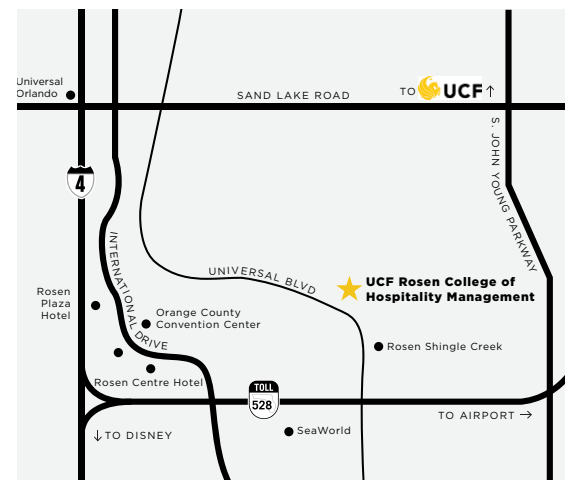 Universal
Orlando
SAND LAKE ROAD
TO UCF ↑
S. JOHN YOUNG PARKWAY
4
INTERNATIONAL DRIVE
UNIVERSAL BLVD
UCF Rosen College of
Hospitality Management
Rosen
Plaza
Hotel
Orange County
Convention Center
Rosen Shingle Creek
Rosen Centre Hotel
TOLL
528
TO AIRPORT →
↓TO DISNEY
SeaWorld